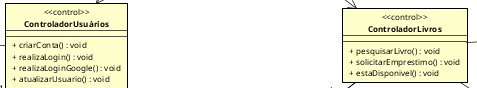 <<control>>
ControladorUsuários
+ criarConta() : void
+ realizaLogin() : void
+ realizaLoginGoogle() : void
+ atualizarUsuario() : void
<<control>>
ControladorLivros
+ pesquisarLivro() : void
+ solicitarEmprestimo() : void
+ estaDisponivel() : void